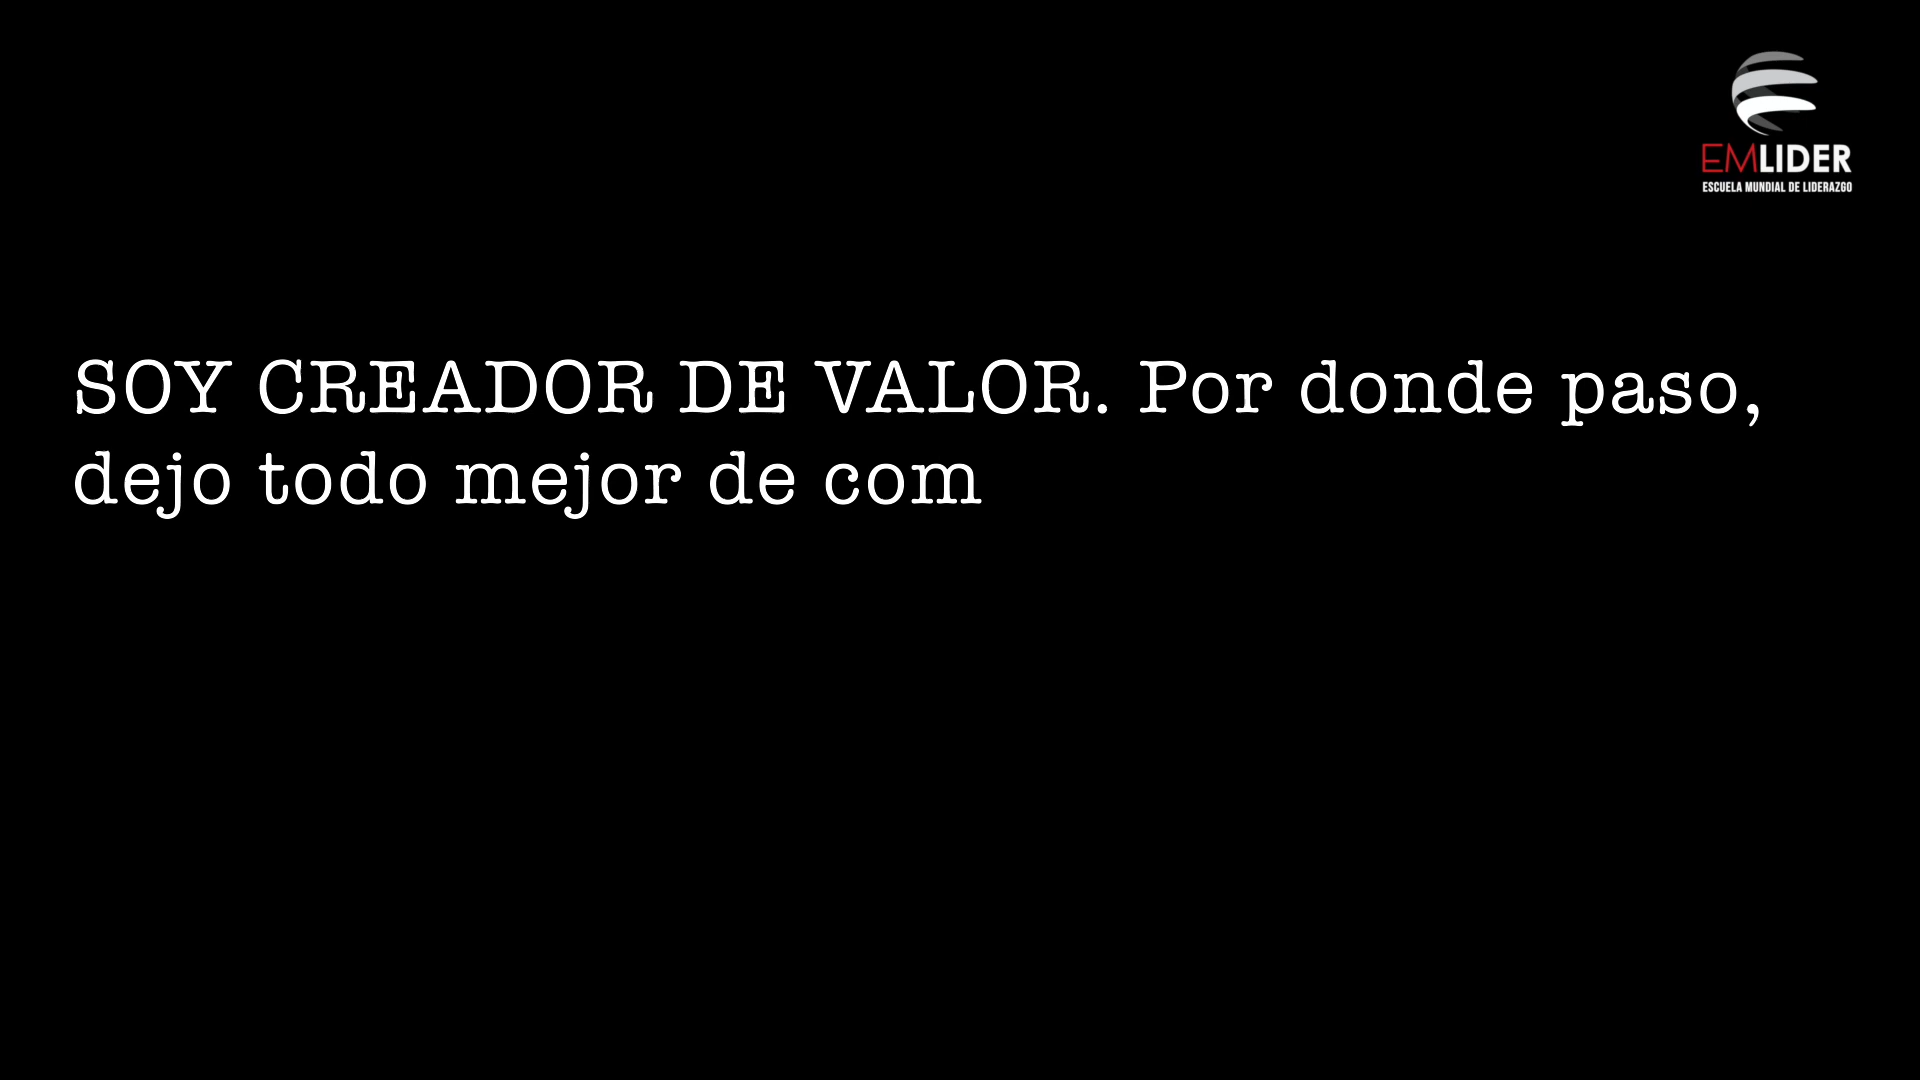 EMLIDER
ESCUELA MUNDIAL DE LIDERAZGO
SOY CREADOR DE VALOR. Por donde paso,
dejo todo mejor de com